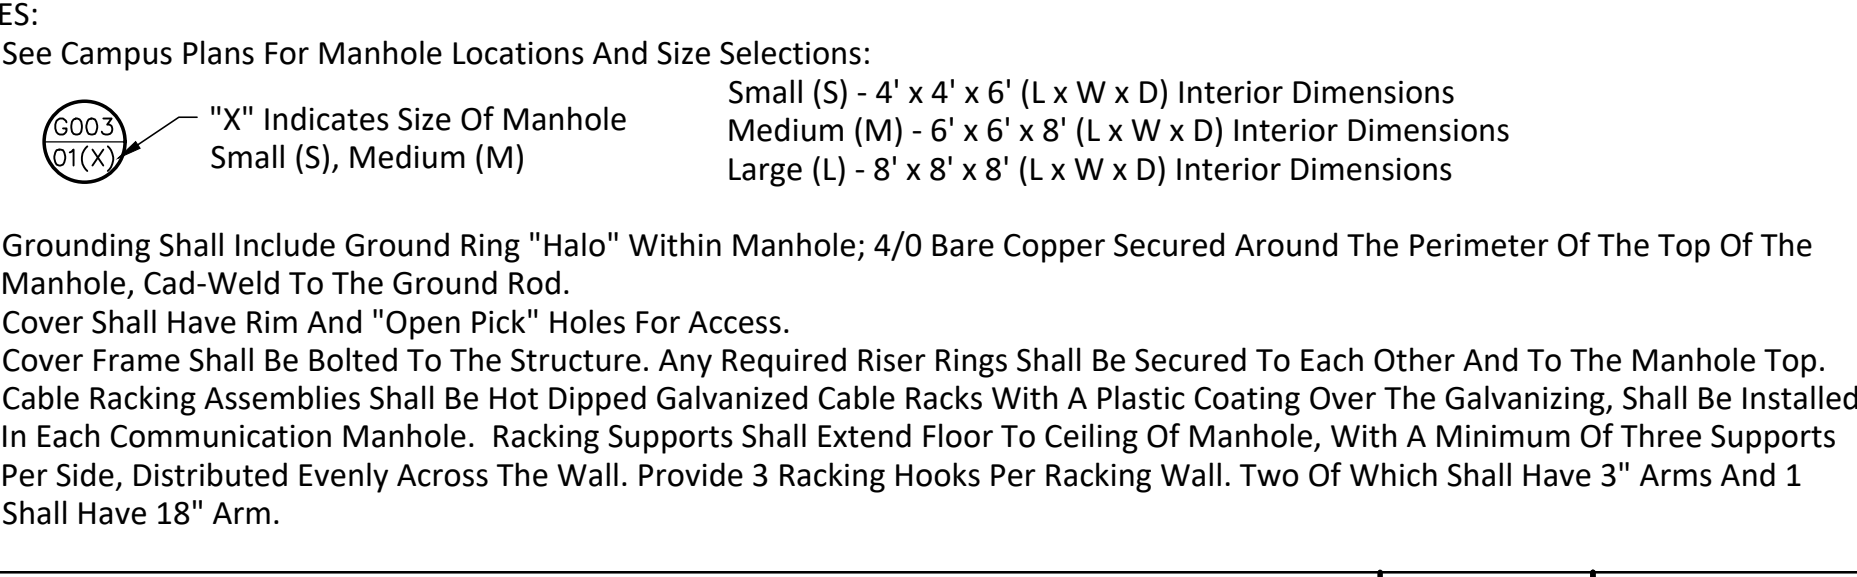 ES:
See Campus Plans For Manhole Locations And Size Selections:
G003
01(X)
"X" Indicates Size Of Manhole
Small (S), Medium (M)
Small (S) - 4' x 4' x 6' (L x W x D) Interior Dimensions
Medium (M) - 6' x 6' x 8' (L x W x D) Interior Dimensions
Large (L) - 8' x 8' x 8' (L x W x D) Interior Dimensions
Grounding Shall Include Ground Ring "Halo" Within Manhole; 4/0 Bare Copper Secured Around The Perimeter Of The Top Of The
Manhole, Cad-Weld To The Ground Rod.
Cover Shall Have Rim And "Open Pick" Holes For Access.
Cover Frame Shall Be Bolted To The Structure. Any Required Riser Rings Shall Be Secured To Each Other And To The Manhole Top.
Cable Racking Assemblies Shall Be Hot Dipped Galvanized Cable Racks With A Plastic Coating Over The Galvanizing, Shall Be Installed
In Each Communication Manhole.  Racking Supports Shall Extend Floor To Ceiling Of Manhole, With A Minimum Of Three Supports
Per Side, Distributed Evenly Across The Wall. Provide 3 Racking Hooks Per Racking Wall. Two Of Which Shall Have 3" Arms And 1
Shall Have 18" Arm.